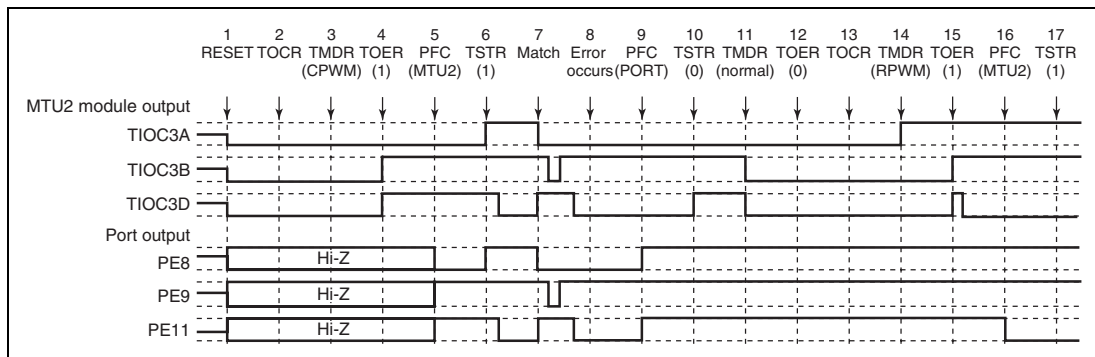 1 2 3 4 5 6 7 8 9 10 11 12 13 14 15 16 17
RESET TOCR TMDR TOER PFC TSTR Match Error PFC TSTR TMDR TOER TOCR TMDR TOER PFC TSTR
(CPWM) (1) (MTU2) (1) occurs (PORT) (0) (normal) (0) (RPWM) (1) (MTU2) (1)
MTU2 module output
TIOC3A
TIOC3B
TIOC3D
Port output
PE8 Hi-Z
PE9 Hi-Z
PE11 Hi-Z